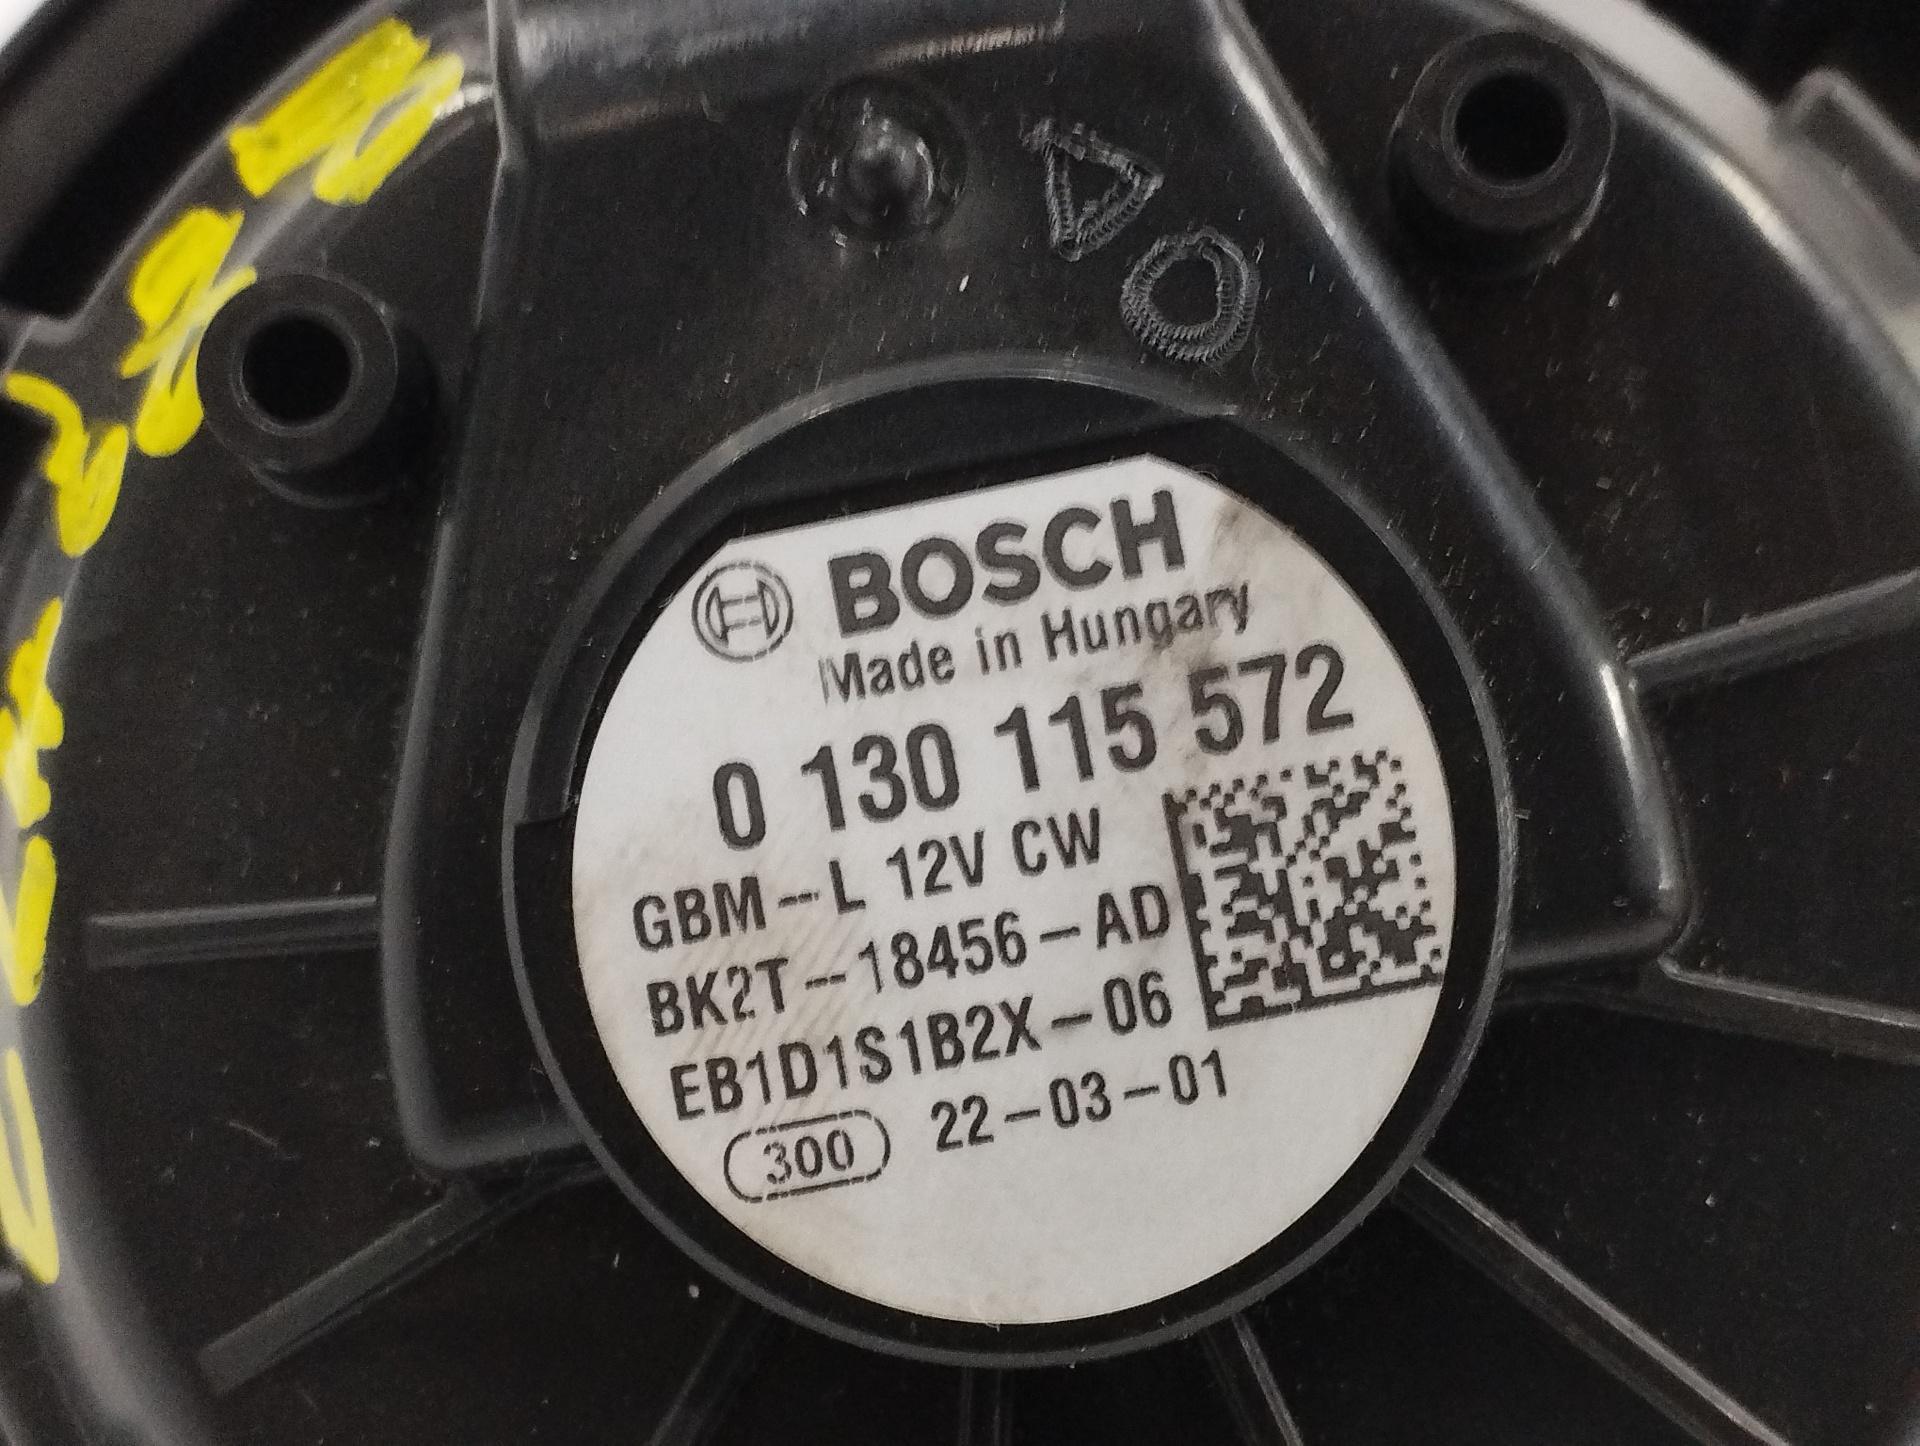 BOSCH
Made in Hungary
0 130 115 572
GBM-L 12V CW
BK2T-18456-AD
EB1D1S1B2X-06
300 22-03-01